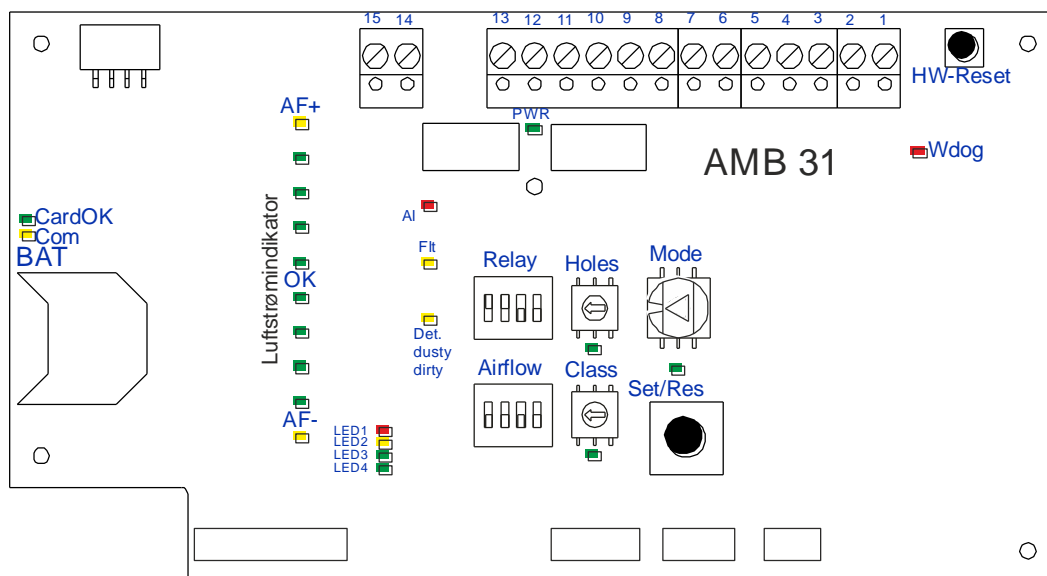 15 14 13 12 11 10 9 8 7 6 5 4 3 2 1
HW-Reset
AF+
PWR
AMB 31
Wdog
Al
CardOK
Com
BAT
Luftstrømindikator
OK
Flt
Relay
Holes
Mode
Det.
dusty
dirty
Airflow
Class
Set/Res
AF-
LED1
LED2
LED3
LED4